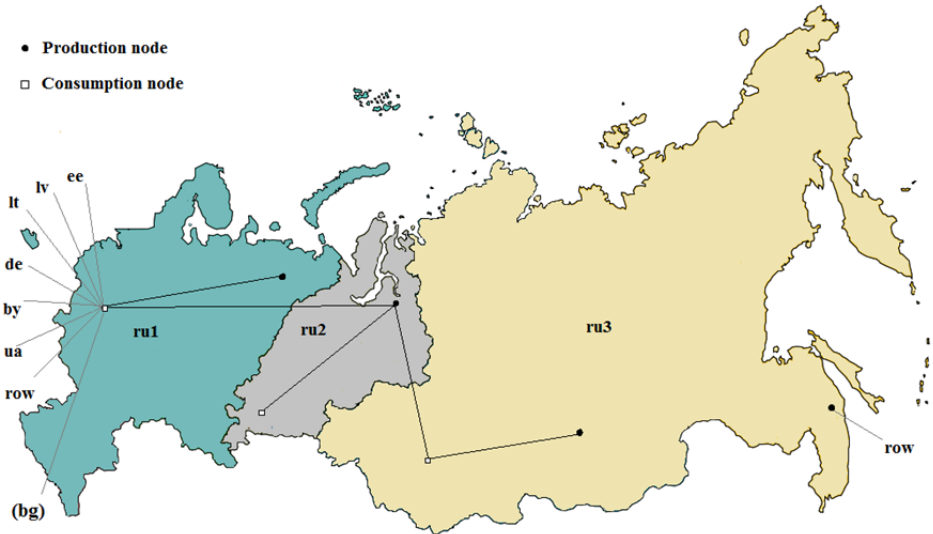 Production node
Consumption node
ee
lv
lt
de
by
ua
row
(bg)
ru1
ru2
ru3
row